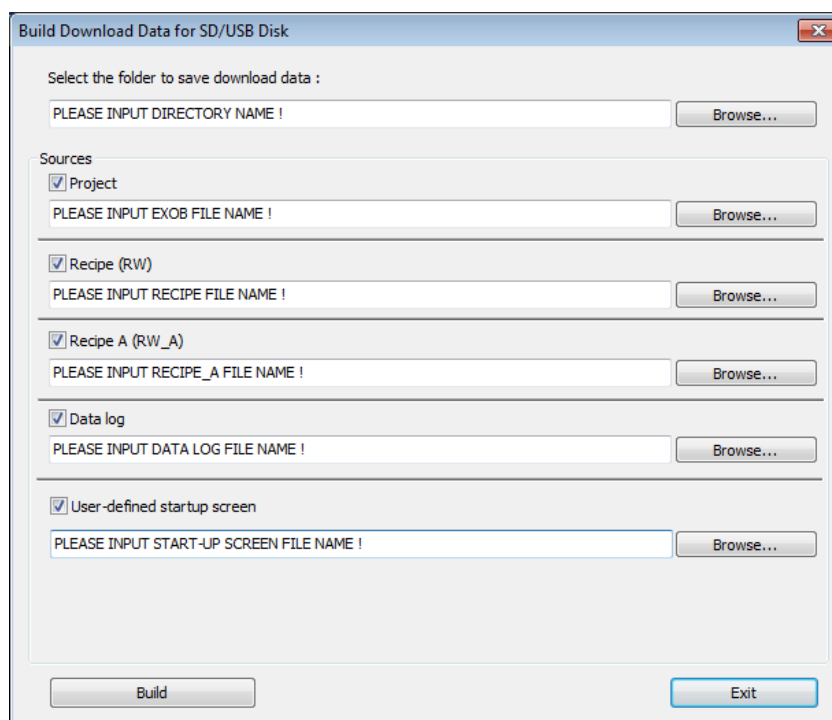 Build Download Data for SD/USB Disk
Select the folder to save download data :
PLEASE INPUT DIRECTORY NAME !
Browse...
Sources
Project
PLEASE INPUT EXOB FILE NAME !
Browse...
Recipe (RW)
PLEASE INPUT RECIPE FILE NAME !
Browse...
Recipe A (RW_A)
PLEASE INPUT RECIPE_A FILE NAME !
Browse...
Data log
PLEASE INPUT DATA LOG FILE NAME !
Browse...
User-defined startup screen
PLEASE INPUT START-UP SCREEN FILE NAME !
Browse...
Build
Exit